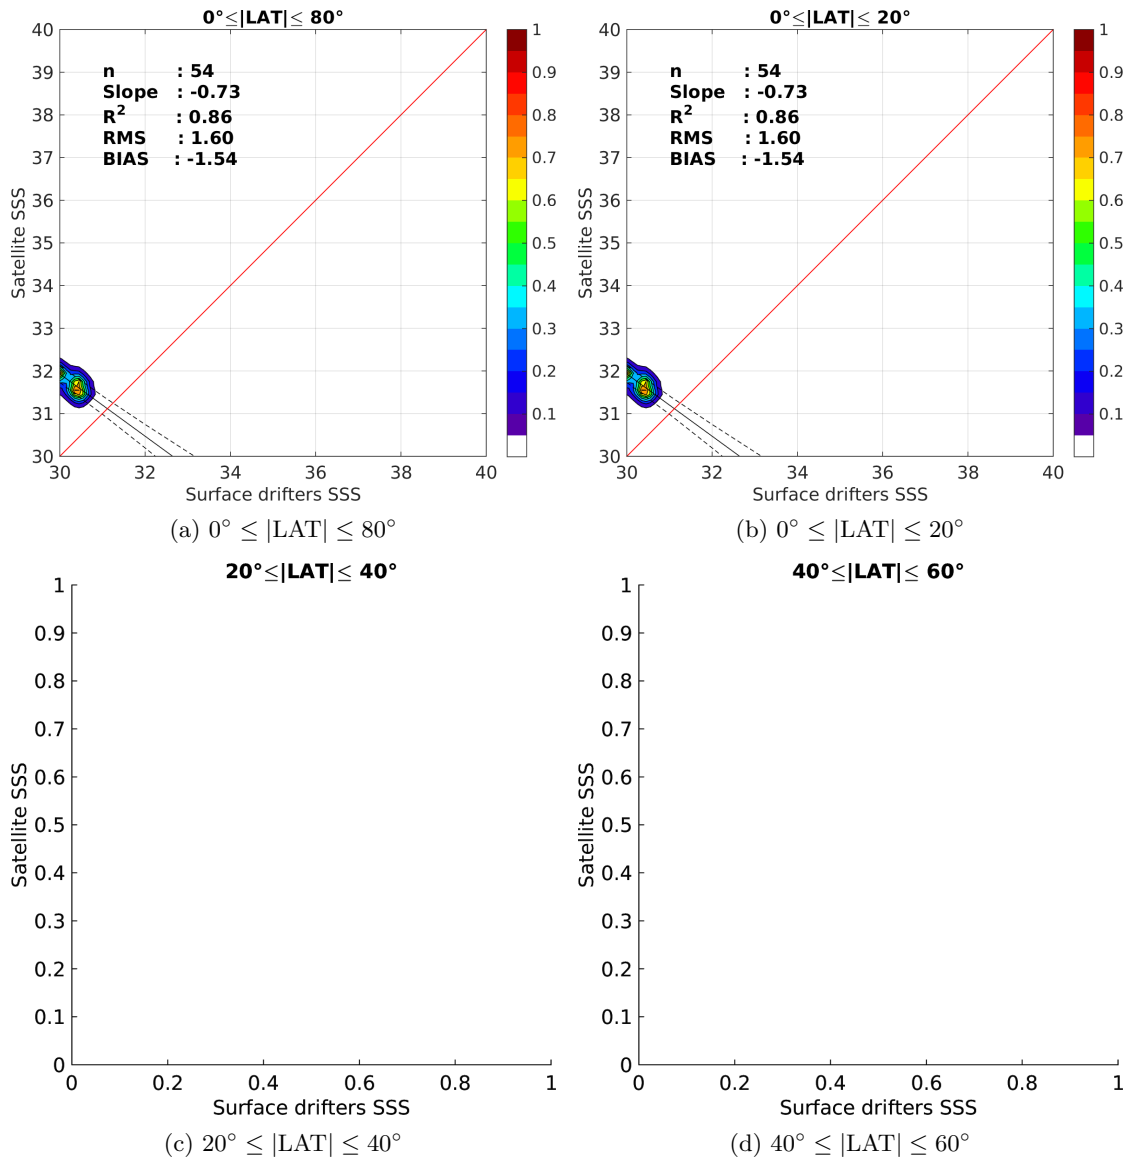 0°≤|LAT|≤ 80°
40
39
38
37
36
35
34
33
32
31
30
Satellite SSS
n : 54
Slope : -0.73
R² : 0.86
RMS : 1.60
BIAS : -1.54
30 32 34 36 38 40
Surface drifters SSS
1
0.9
0.8
0.7
0.6
0.5
0.4
0.3
0.2
0.1
(a) 0° ≤ |LAT| ≤ 80°
0°≤|LAT|≤ 20°
40
39
38
37
36
35
34
33
32
31
30
Satellite SSS
n : 54
Slope : -0.73
R² : 0.86
RMS : 1.60
BIAS : -1.54
30 32 34 36 38 40
Surface drifters SSS
1
0.9
0.8
0.7
0.6
0.5
0.4
0.3
0.2
0.1
(b) 0° ≤ |LAT| ≤ 20°
20°≤|LAT|≤ 40°
1
0.9
0.8
0.7
0.6
0.5
0.4
0.3
0.2
0.1
0
Satellite SSS
0 0.2 0.4 0.6 0.8 1
Surface drifters SSS
(c) 20° ≤ |LAT| ≤ 40°
40°≤|LAT|≤ 60°
1
0.9
0.8
0.7
0.6
0.5
0.4
0.3
0.2
0.1
0
Satellite SSS
0 0.2 0.4 0.6 0.8 1
Surface drifters SSS
(d) 40° ≤ |LAT| ≤ 60°